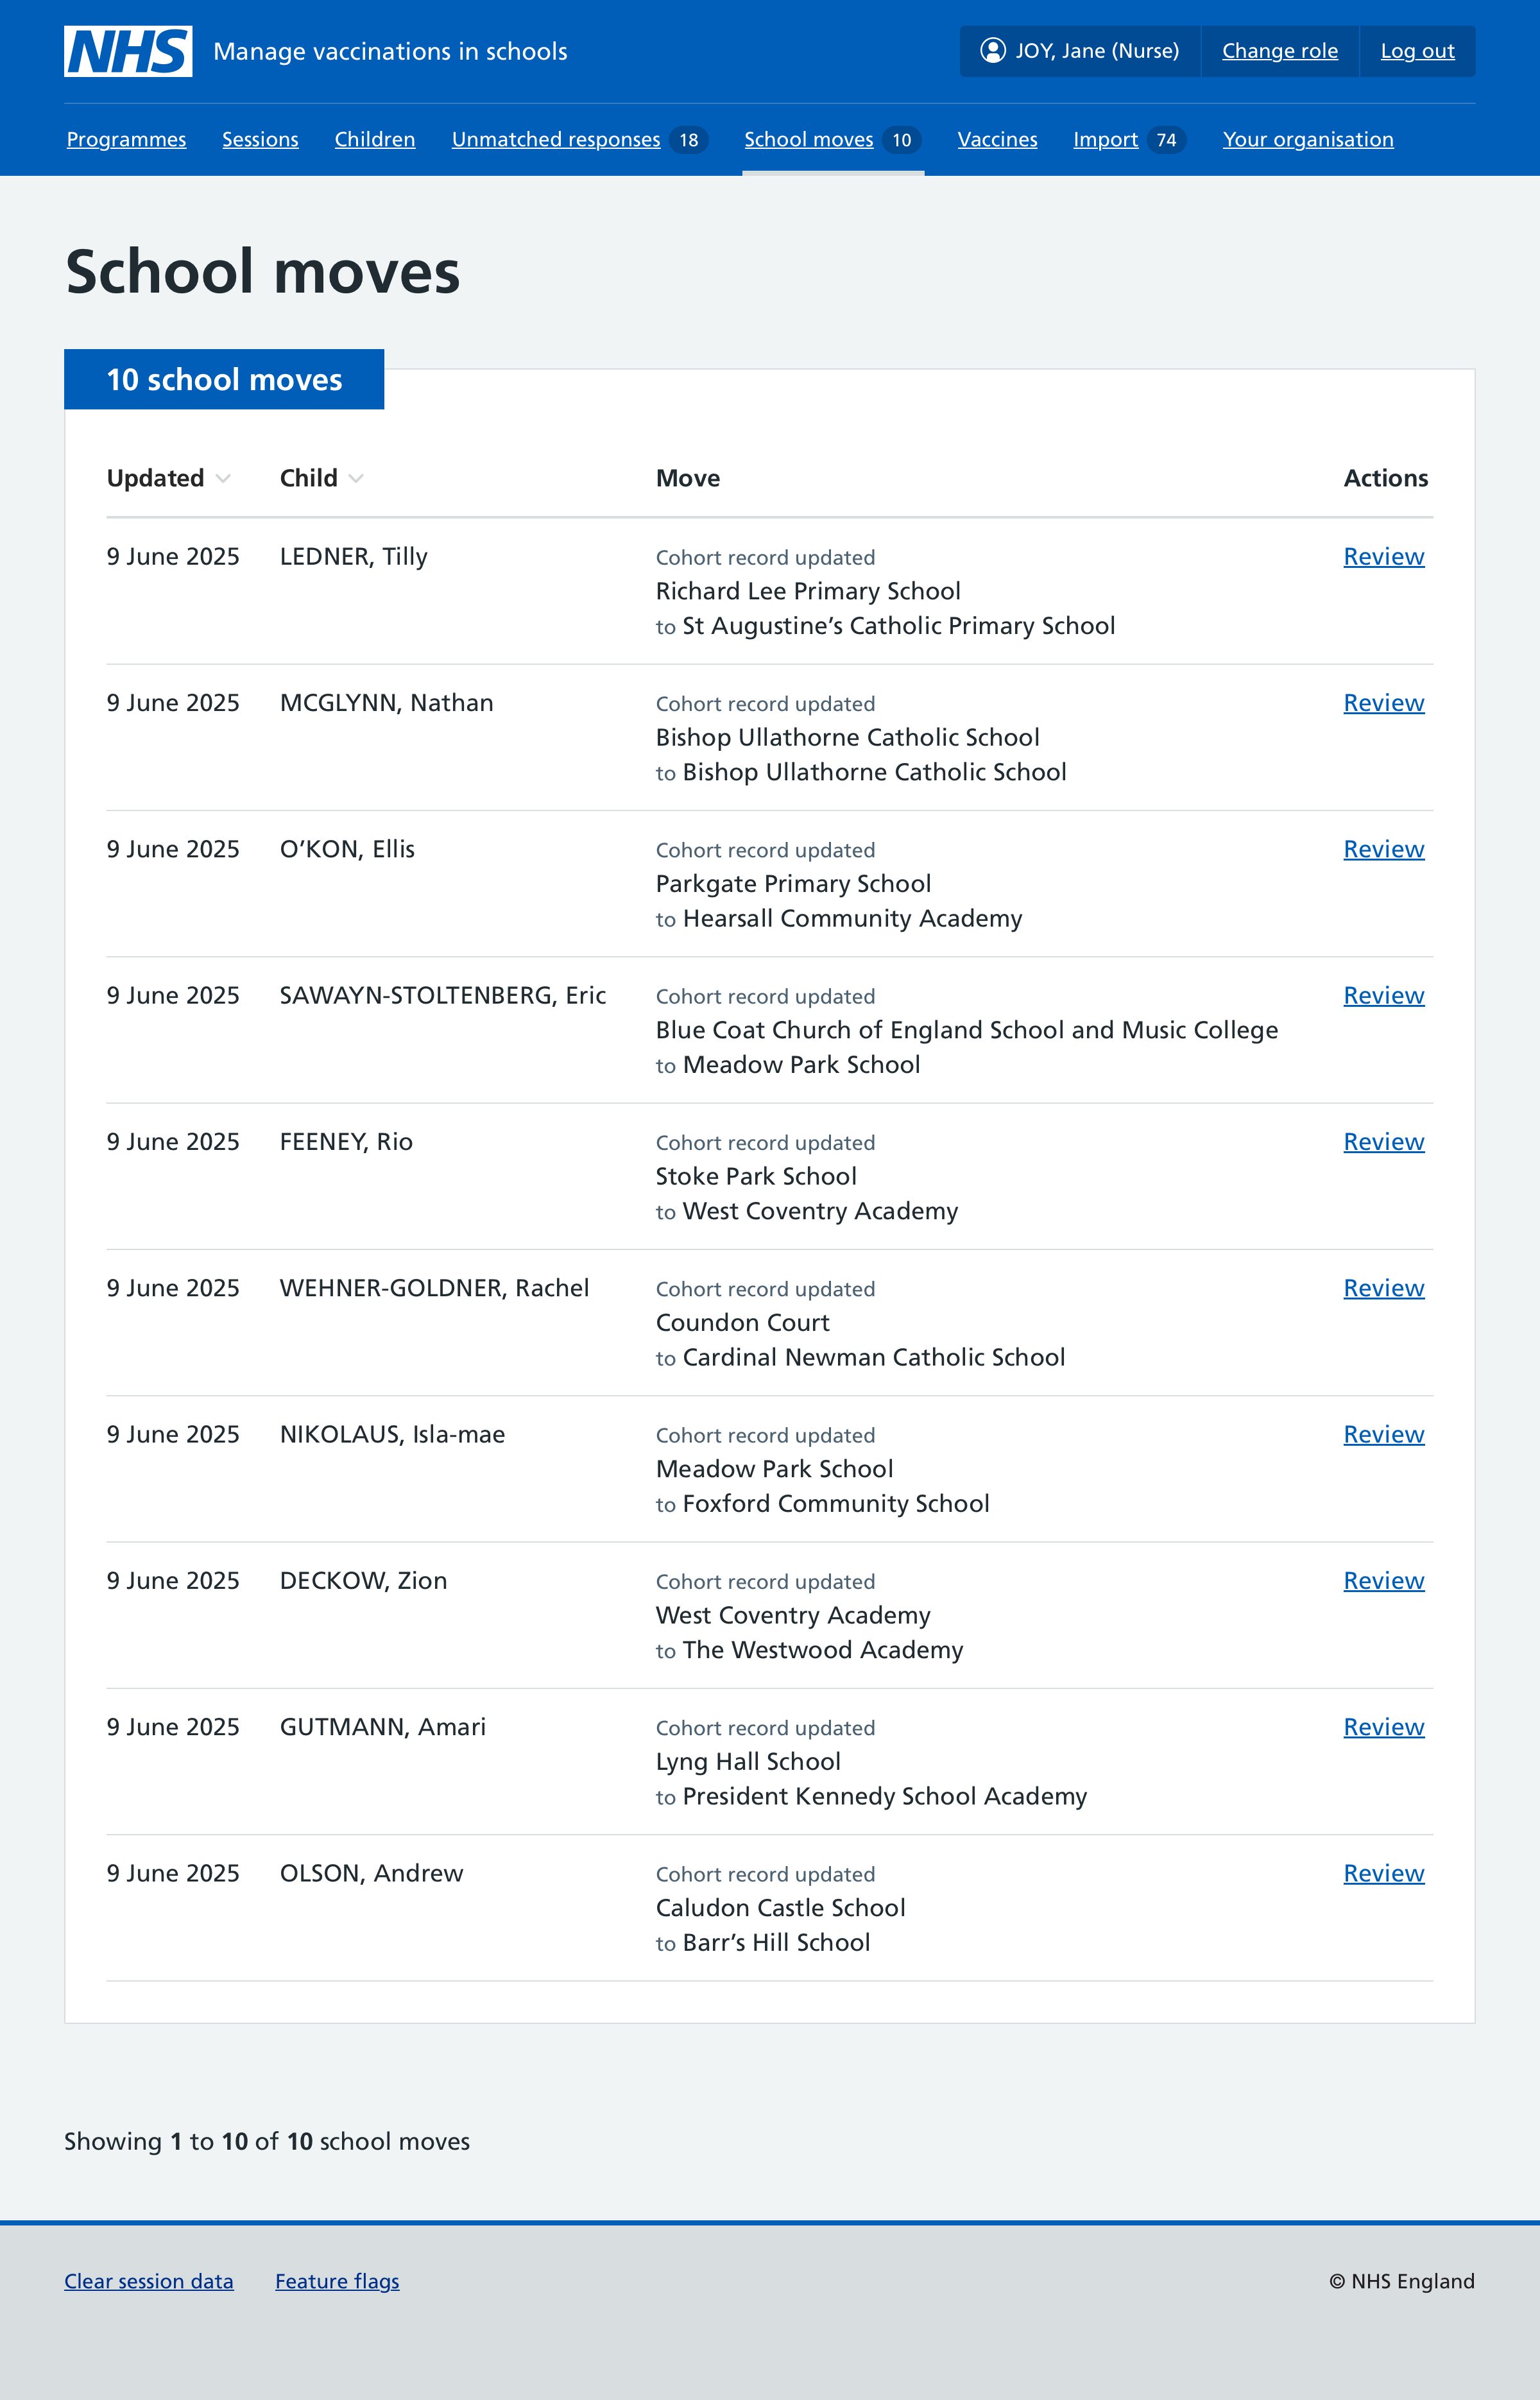 NHS Manage vaccinations in schools JOY, Jane (Nurse) Change role Log out
Programmes Sessions Children Unmatched responses 18 School moves 10 Vaccines Import 74 Your organisation
School moves
10 school moves
Updated Child Move Actions
9 June 2025 LEDNER, Tilly Cohort record updated Review
Richard Lee Primary School
to St Augustine’s Catholic Primary School
9 June 2025 MCGLYNN, Nathan Cohort record updated Review
Bishop Ullathorne Catholic School
to Bishop Ullathorne Catholic School
9 June 2025 O’KON, Ellis Cohort record updated Review
Parkgate Primary School
to Hearsall Community Academy
9 June 2025 SAWAYN-STOLTENBERG, Eric Cohort record updated Review
Blue Coat Church of England School and Music College
to Meadow Park School
9 June 2025 FEENEY, Rio Cohort record updated Review
Stoke Park School
to West Coventry Academy
9 June 2025 WEHNER-GOLDNER, Rachel Cohort record updated Review
Coundon Court
to Cardinal Newman Catholic School
9 June 2025 NIKOLAUS, Isla-mae Cohort record updated Review
Meadow Park School
to Foxford Community School
9 June 2025 DECKOW, Zion Cohort record updated Review
West Coventry Academy
to The Westwood Academy
9 June 2025 GUTMANN, Amari Cohort record updated Review
Lyng Hall School
to President Kennedy School Academy
9 June 2025 OLSON, Andrew Cohort record updated Review
Caludon Castle School
to Barr’s Hill School
Showing 1 to 10 of 10 school moves
Clear session data Feature flags © NHS England